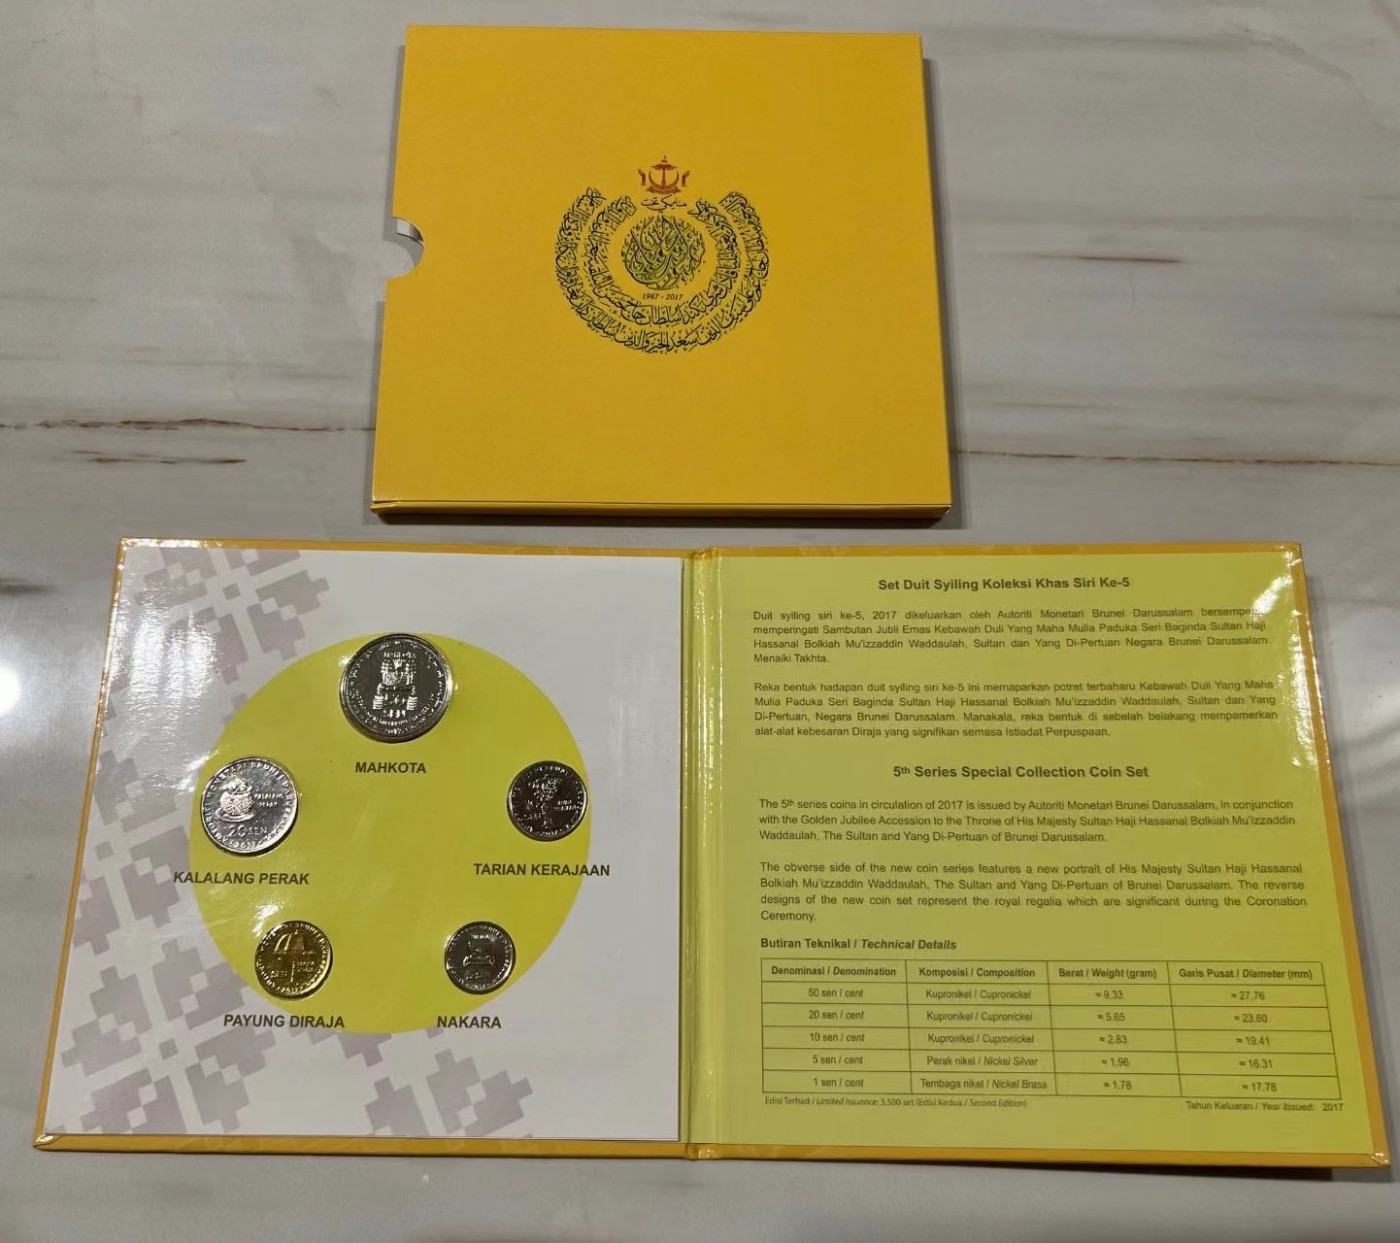 1967 - 2017
Set Duit Syiling Koleksi Khas Siri Ke-5
Duit syiling siri ke-5, 2017 dikeluarkan oleh Autoriti Monetari Brunei Darussalam
memperingati Sambutan Jubli Emas Kebawah Duli Yang Maha Mulia Paduka Seri Baginda Sultan Haji
Hassanal Bolkiah Mu'izzaddin Waddaulah, Sultan dan Yang Di-Pertuan Negara Brunei Darussalam
Menaiki Takhta.
Reka bentuk hadapan duit syiling siri ke-5 ini memaparkan potret terbaharu Kebawah Duli Yang Maha
Mulia Paduka Seri Baginda Sultan Haji Hassanal Bolkiah Mu'izzaddin Waddaulah, Sultan dan Yang
Di-Pertuan, Negara Brunei Darussalam. Manakala, reka bentuk di sebelah belakang mempamerkan
alat-alat kebesaran Diraja yang signifikan semasa Istiadat Perpuspaan.
5th Series Special Collection Coin Set
The 5th series coins in circulation of 2017 is issued by Autoriti Monetari Brunei Darussalam, in conjunction
with the Golden Jubilee Accession to the Throne of His Majesty Sultan Haji Hassanal Bolkiah Mu'izzaddin
Waddaulah, The Sultan and Yang Di-Pertuan of Brunei Darussalam.
The obverse side of the new coin series features a new portrait of His Majesty Sultan Haji Hassanal
Bolkiah Mu'izzaddin Waddaulah, The Sultan and Yang Di-Pertuan of Brunei Darussalam. The reverse
designs of the new coin set represent the royal regalia which are significant during the Coronation
Ceremony.
Butiran Teknikal / Technical Details
Denominasi / Denomination Komposisi / Composition Berat / Weight (gram) Garis Pusat / Diameter (mm)
50 sen / cent Kupronikel / Cupronickel ≈ 9.33 ≈ 27.76
20 sen / cent Kupronikel / Cupronickel ≈ 5.65 ≈ 23.60
10 sen / cent Kupronikel / Cupronickel ≈ 2.83 ≈ 19.41
5 sen / cent Perak nikel / Nickel Silver ≈ 1.96 ≈ 16.31
1 sen / cent Tembaga nikel / Nickel Brasa ≈ 1.78 ≈ 17.78
Edisi Terhad / Limited Issuance: 3,500 set (Edisi Kedua / Second Edition) Tahun Keluaran / Year Issued: 2017
MAHKOTA
20 SEN
KALALANG PERAK
TARIAN KERAJAAN
PAYUNG DIRAJA
NAKARA